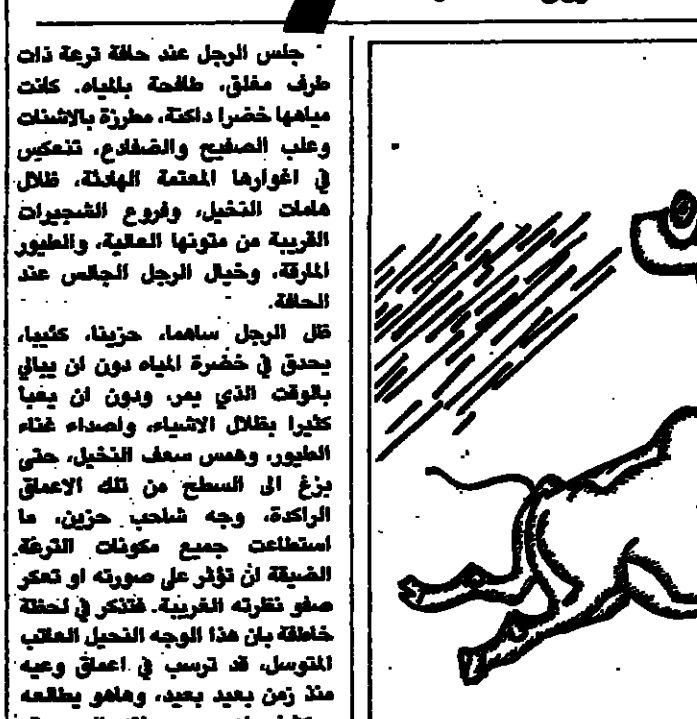 جلس الرجل عند حافة ترعة ذات
طرف مغلق، طافحة بالمياه. كانت
مياهها خضرا داكنة، مطرزة بالاشنات
وعلب الصفيح والضفادع، تنعكس
في اغوارها المعتمة الهادئة، ظلال
هامات النخيل، وفروع الشجيرات
القريبة من متونها العالية، والطيور
المارقة، وخيال الرجل الجالس عند
الحافة.
ظل الرجل ساهما، حزينا، كئيبا،
يحدق في خضرة المياه دون ان يبالي
بالوقت الذي يمر، ودون ان يعبأ
كثيرا بظلال الاشياء، واصداء غناء
الطيور، وهمس سعف النخيل، حتى
بزغ الى السطح من تلك الاعماق
الراكدة، وجه شاحب حزين، ما
استطاعت جميع مكونات الترعة
الضيقة ان تؤثر على صورته او تعكر
صفو نظرته الغريبة. فتذكر في لحظة
خاطفة بان هذا الوجه النحيل العاتب
المتوسل، قد ترسب في اعماق وعيه
منذ زمن بعيد بعيد، وهاهو يطالعه